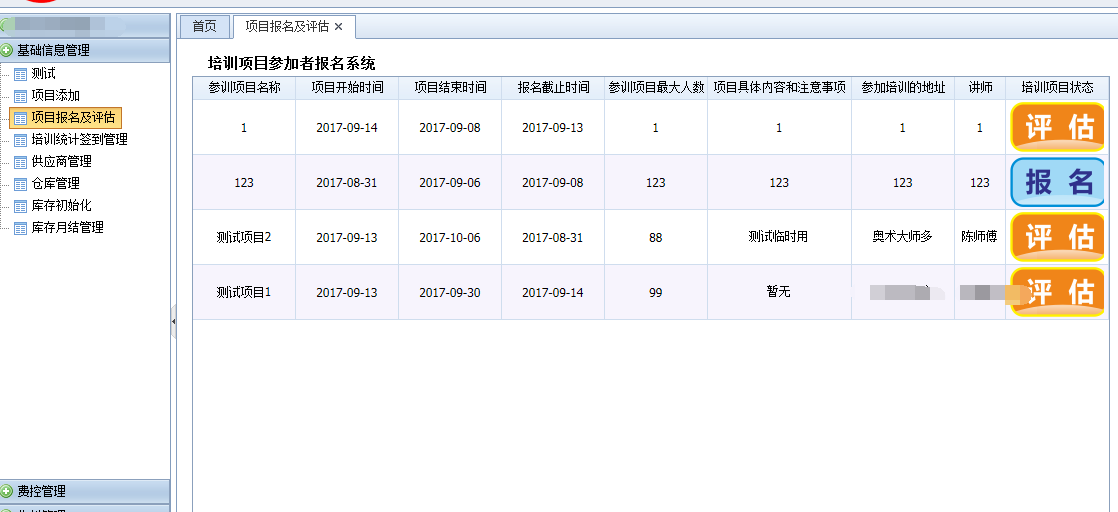 首页 项目报名及评估
基础信息管理
测试
项目添加
项目报名及评估
培训统计签到管理
供应商管理
仓库管理
库存初始化
库存月结管理
费控管理
培训项目参加者报名系统
参训项目名称 项目开始时间 项目结束时间 报名截止时间 参训项目最大人数 项目具体内容和注意事项 参加培训的地址 讲师 培训项目状态
1 2017-09-14 2017-09-08 2017-09-13 1 1 1 1 评 估
123 2017-08-31 2017-09-06 2017-09-08 123 123 123 123 报 名
测试项目2 2017-09-13 2017-10-06 2017-08-31 88 测试临时用 奥术大师多 陈师傅 评 估
测试项目1 2017-09-13 2017-09-30 2017-09-14 99 暂无 评 估